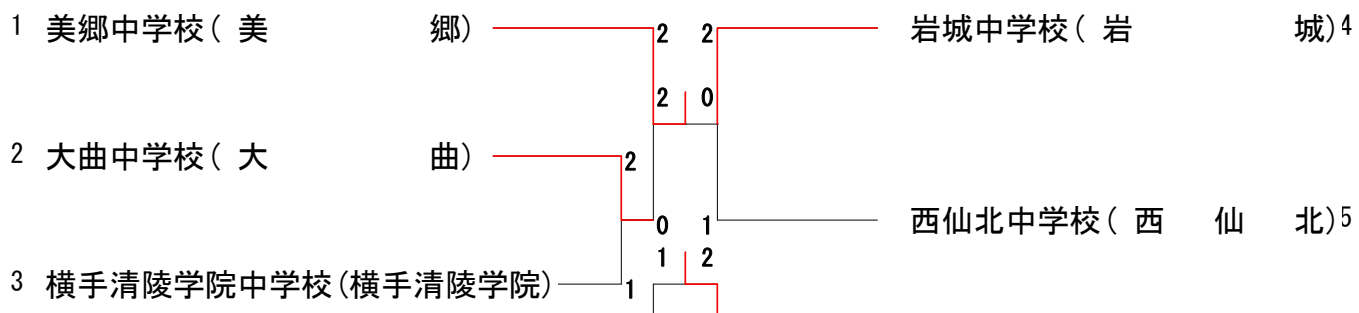 1 美郷中学校( 美 郷) 2 2 岩城中学校( 岩 城)4
2 0
2 大曲中学校( 大 曲) 2
0 1 西仙北中学校( 西 仙 北)5
1 2
3 横手清陵学院中学校(横手清陵学院) 1